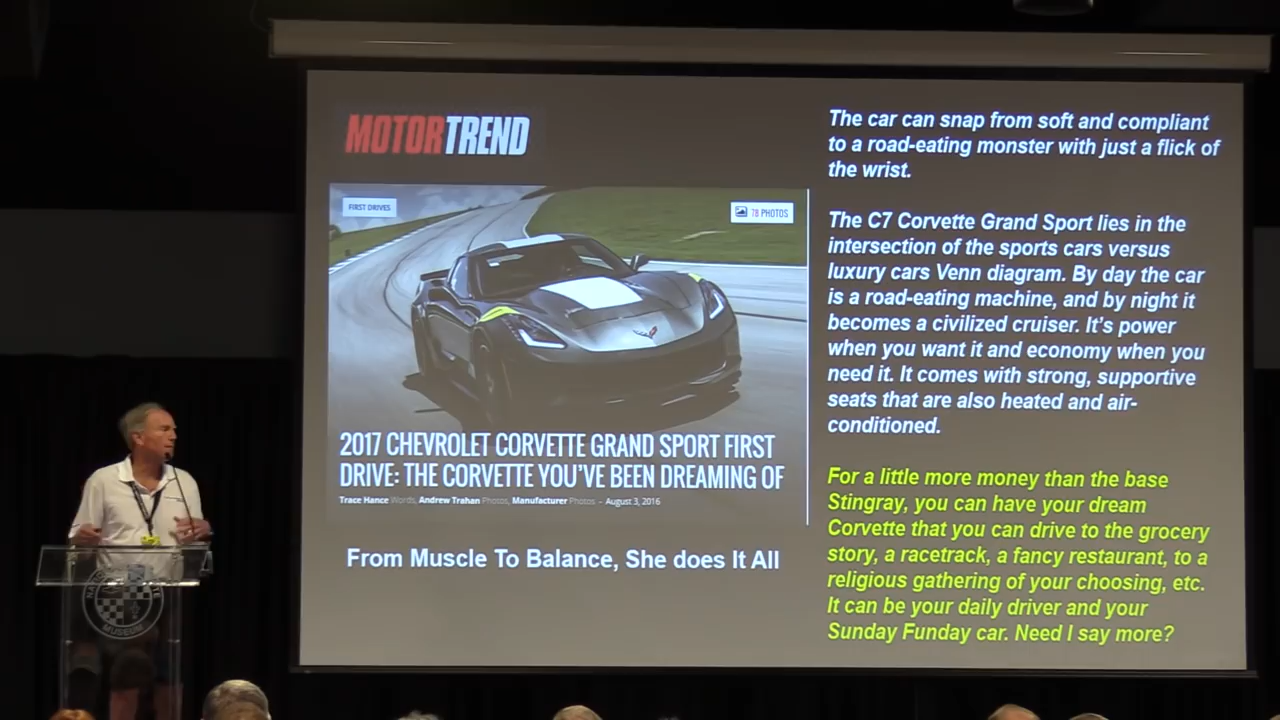 MOTORTREND
FIRST DRIVES
78 PHOTOS
2017 CHEVROLET CORVETTE GRAND SPORT FIRST
DRIVE: THE CORVETTE YOU'VE BEEN DREAMING OF
Trace Hance Words, Andrew Trahan Photos, Manufacturer Photos – August 3, 2016
From Muscle To Balance, She does It All
The car can snap from soft and compliant
to a road-eating monster with just a flick of
the wrist.
The C7 Corvette Grand Sport lies in the
intersection of the sports cars versus
luxury cars Venn diagram. By day the car
is a road-eating machine, and by night it
becomes a civilized cruiser. It's power
when you want it and economy when you
need it. It comes with strong, supportive
seats that are also heated and air-
conditioned.
For a little more money than the base
Stingray, you can have your dream
Corvette that you can drive to the grocery
story, a racetrack, a fancy restaurant, to a
religious gathering of your choosing, etc.
It can be your daily driver and your
Sunday Funday car. Need I say more?
MUSEUM